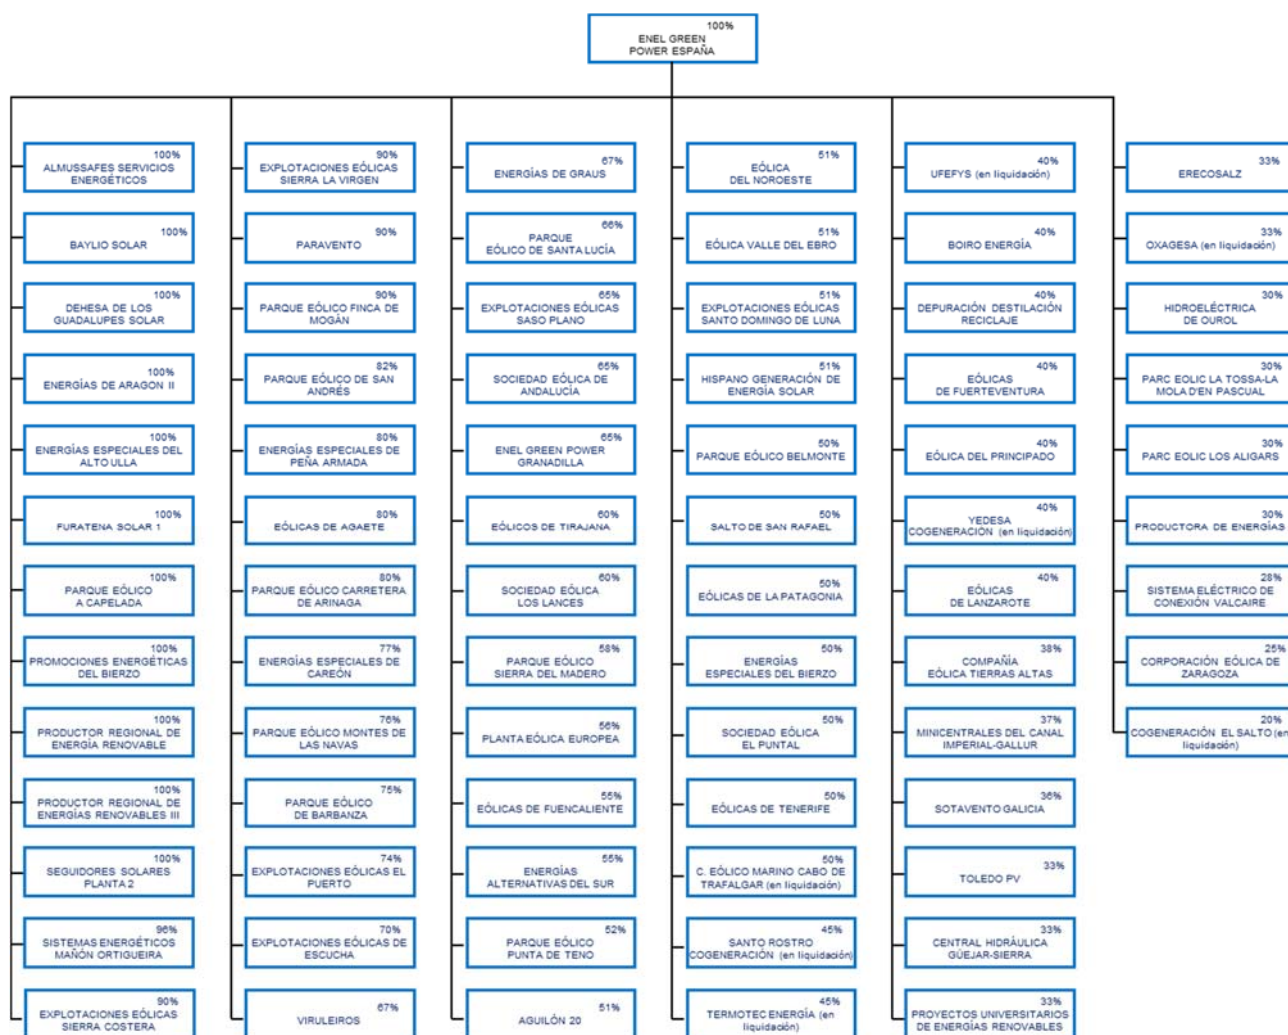 100%
ENEL GREEN
POWER ESPAÑA
100%
ALMUSSAFES SERVICIOS
ENERGÉTICOS
100%
BAYLIO SOLAR
100%
DEHESA DE LOS
GUADALUPES SOLAR
100%
ENERGÍAS DE ARAGON II
100%
ENERGÍAS ESPECIALES DEL
ALTO ULLA
100%
FURATENA SOLAR 1
100%
PARQUE EÓLICO
A CAPELADA
100%
PROMOCIONES ENERGÉTICAS
DEL BIERZO
100%
PRODUCTOR REGIONAL DE
ENERGÍA RENOVABLE
100%
PRODUCTOR REGIONAL DE
ENERGÍAS RENOVABLES III
100%
SEGUIDORES SOLARES
PLANTA 2
96%
SISTEMAS ENERGÉTICOS
MAÑÓN ORTIGUEIRA
90%
EXPLOTACIONES EÓLICAS
SIERRA COSTERA
90%
EXPLOTACIONES EÓLICAS
SIERRA LA VIRGEN
90%
PARAVENTO
90%
PARQUE EÓLICO FINCA DE
MOGÁN
82%
PARQUE EÓLICO DE SAN
ANDRÉS
80%
ENERGÍAS ESPECIALES DE
PEÑA ARMADA
80%
EÓLICAS DE AGAETE
80%
PARQUE EÓLICO CARRETERA
DE ARINAGA
77%
ENERGÍAS ESPECIALES DE
CAREÓN
76%
PARQUE EÓLICO MONTES DE
LAS NAVAS
75%
PARQUE EÓLICO
DE BARBANZA
74%
EXPLOTACIONES EÓLICAS EL
PUERTO
70%
EXPLOTACIONES EÓLICAS DE
ESCUCHA
67%
VIRULEIROS
67%
ENERGÍAS DE GRAUS
66%
PARQUE
EÓLICO DE SANTA LUCÍA
65%
EXPLOTACIONES EÓLICAS
SASO PLANO
65%
SOCIEDAD EÓLICA DE
ANDALUCÍA
65%
ENEL GREEN POWER
GRANADILLA
60%
EÓLICOS DE TIRAJANA
60%
SOCIEDAD EÓLICA
LOS LANCES
58%
PARQUE EÓLICO
SIERRA DEL MADERO
56%
PLANTA EÓLICA EUROPEA
55%
EÓLICAS DE FUENCALIENTE
55%
ENERGÍAS
ALTERNATIVAS DEL SUR
52%
PARQUE EÓLICO
PUNTA DE TENO
51%
AGUILÓN 20
51%
EÓLICA
DEL NOROESTE
51%
EÓLICA VALLE DEL EBRO
51%
EXPLOTACIONES EÓLICAS
SANTO DOMINGO DE LUNA
51%
HISPANO GENERACIÓN DE
ENERGÍA SOLAR
50%
PARQUE EÓLICO BELMONTE
50%
SALTO DE SAN RAFAEL
50%
EÓLICAS DE LA PATAGONIA
50%
ENERGÍAS
ESPECIALES DEL BIERZO
50%
SOCIEDAD EÓLICA
EL PUNTAL
50%
EÓLICAS DE TENERIFE
50%
C. EÓLICO MARINO CABO DE
TRAFALGAR (en liquidación)
45%
SANTO ROSTRO
COGENERACIÓN (en liquidación)
45%
TERMOTEC ENERGÍA (en
liquidación)
40%
UFEFYS (en liquidación)
40%
BOIRO ENERGÍA
40%
DEPURACIÓN DESTILACIÓN
RECICLAJE
40%
EÓLICAS
DE FUERTEVENTURA
40%
EÓLICA DEL PRINCIPADO
40%
YEDESA
COGENERACIÓN (en liquidación)
40%
EÓLICAS
DE LANZAROTE
38%
COMPAÑÍA
EÓLICA TIERRAS ALTAS
37%
MINICENTRALES DEL CANAL
IMPERIAL-GALLUR
36%
SOTAVENTO GALICIA
33%
TOLEDO PV
33%
CENTRAL HIDRÁULICA
GÜEJAR-SIERRA
33%
PROYECTOS UNIVERSITARIOS
DE ENERGÍAS RENOVABLES
33%
ERECOSALZ
33%
OXAGESA (en liquidación)
30%
HIDROELÉCTRICA
DE OUROL
30%
PARC EOLIC LA TOSSA-LA
MOLA D'EN PASCUAL
30%
PARC EOLIC LOS ALIGARS
30%
PRODUCTORA DE ENERGÍAS
28%
SISTEMA ELÉCTRICO DE
CONEXIÓN VALCAIRE
25%
CORPORACIÓN EÓLICA DE
ZARAGOZA
20%
COGENERACIÓN EL SALTO (en
liquidación)